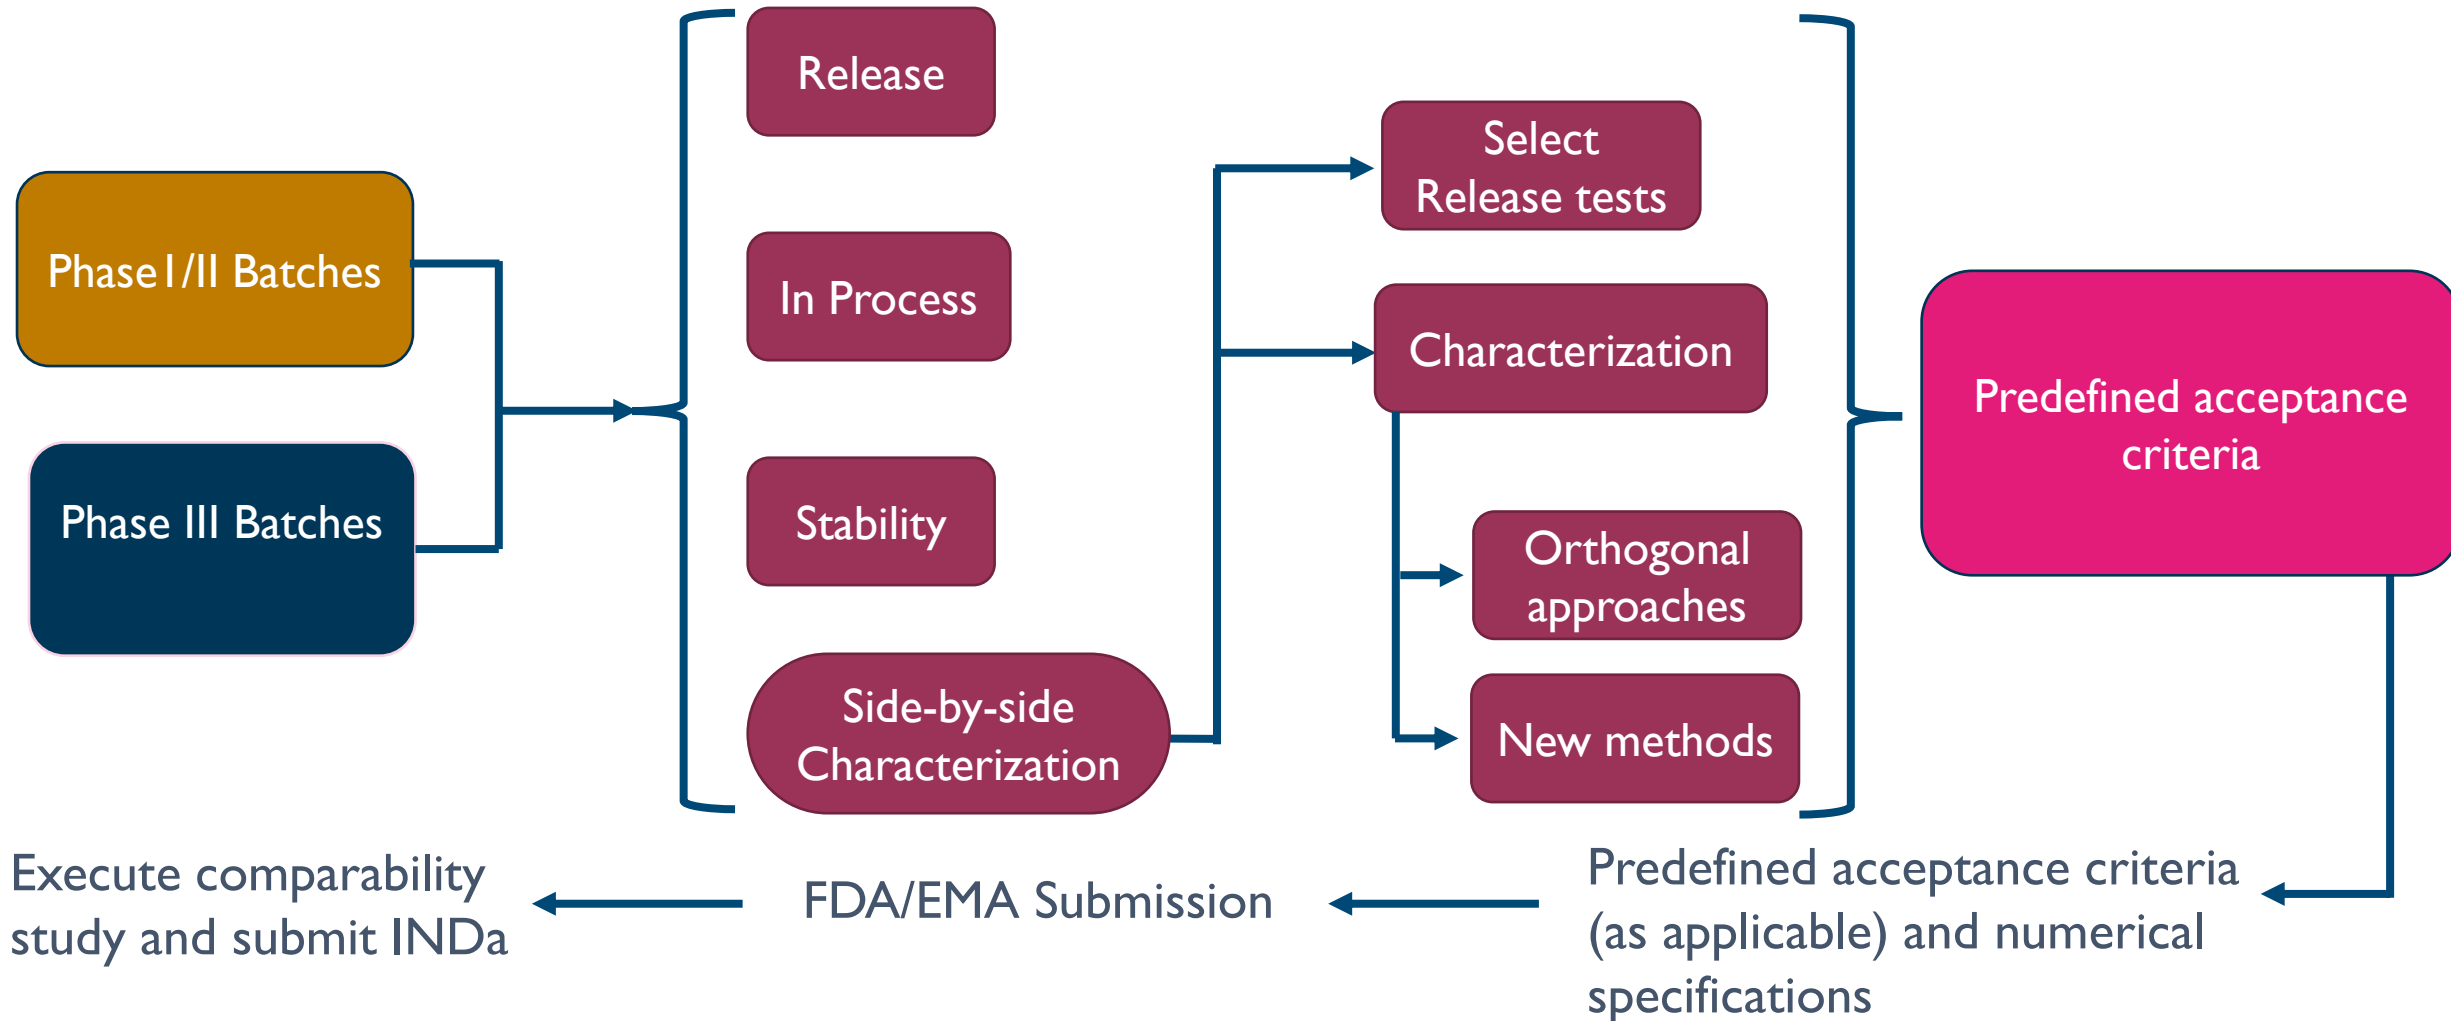 Release
In Process
Stability
Side-by-side
Characterization
Phase1/II Batches
Phase III Batches
Select
Release tests
Characterization
Orthogonal
approaches
New methods
Predefined acceptance
criteria
Predefined acceptance criteria
(as applicable) and numerical
specifications
FDA/EMA Submission
Execute comparability
study and submit INDa